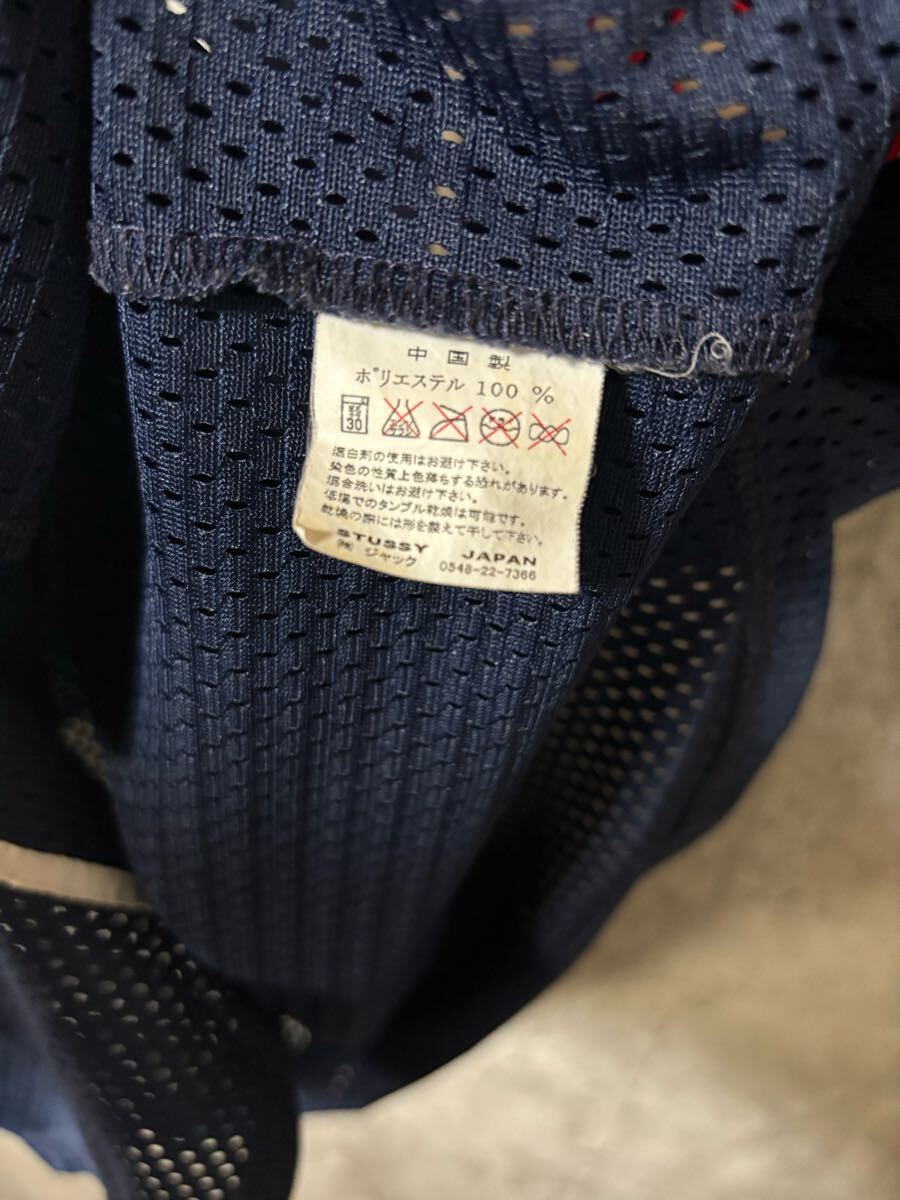 中国製
ポリエステル 100 %
30
漂白剤の使用はお避け下さい。
染色の性質上色落ちする恐れがあります。
混合洗いはお避け下さい。
低温でのタンブル乾燥は可能です。
乾燥の際には形を整えて干して下さい。
STUSSY JAPAN
㈱ ジャック 0548-22-7366